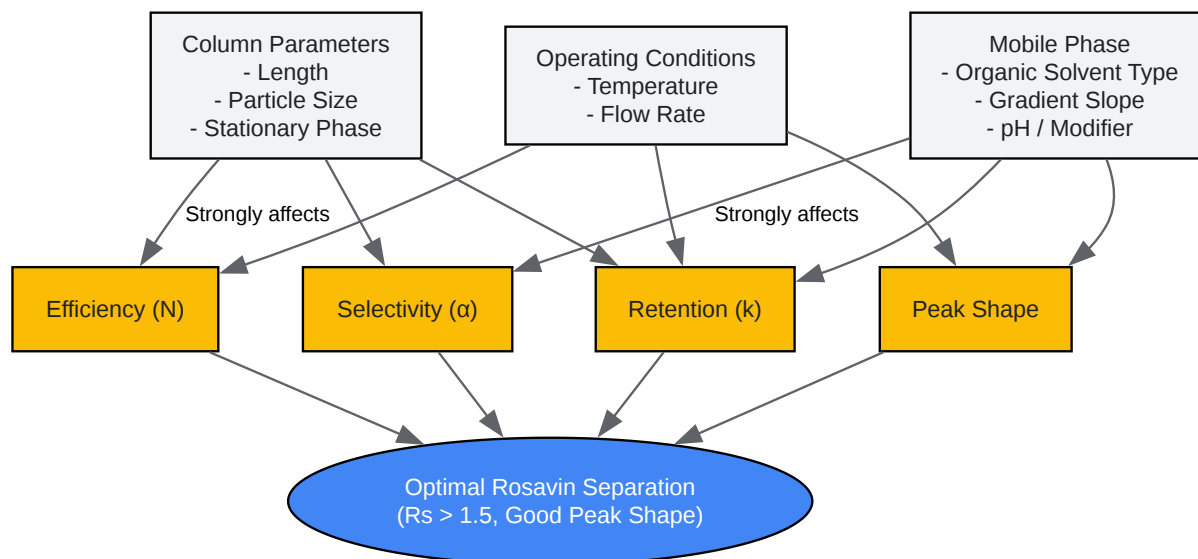 Column Parameters
- Length
- Particle Size
- Stationary Phase
Operating Conditions
- Temperature
- Flow Rate
Mobile Phase
- Organic Solvent Type
- Gradient Slope
- pH / Modifier
Strongly affects
Strongly affects
Efficiency (N)
Selectivity (α)
Retention (k)
Peak Shape
Optimal Rosavin Separation
(Rs > 1.5, Good Peak Shape)